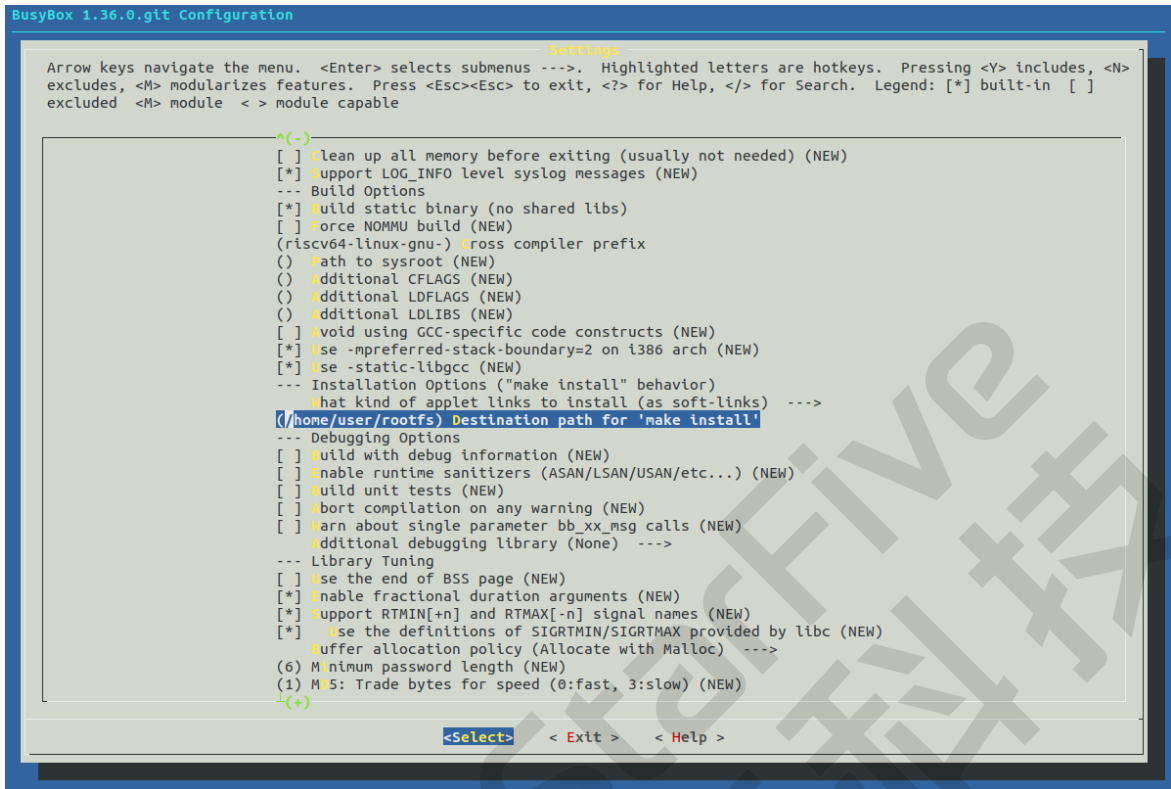 BusyBox 1.36.0.git Configuration
Settings
Arrow keys navigate the menu. <Enter> selects submenus --->. Highlighted letters are hotkeys. Pressing <Y> includes, <N>
excludes, <M> modularizes features. Press <Esc><Esc> to exit, <?> for Help, </> for Search. Legend: [*] built-in [ ]
excluded <M> module < > module capable
^(-)
[ ] Clean up all memory before exiting (usually not needed) (NEW)
[*] Support LOG_INFO level syslog messages (NEW)
--- Build Options
[*] Build static binary (no shared libs)
[ ] Force NOMMU build (NEW)
(riscv64-linux-gnu-) Cross compiler prefix
() Path to sysroot (NEW)
() Additional CFLAGS (NEW)
() Additional LDFLAGS (NEW)
() Additional LDLIBS (NEW)
[ ] Avoid using GCC-specific code constructs (NEW)
[*] Use -mpreferred-stack-boundary=2 on i386 arch (NEW)
[*] Use -static-libgcc (NEW)
--- Installation Options ("make install" behavior)
What kind of applet links to install (as soft-links) --->
(/home/user/rootfs) Destination path for 'make install'
--- Debugging Options
[ ] Build with debug information (NEW)
[ ] Enable runtime sanitizers (ASAN/LSAN/USAN/etc...) (NEW)
[ ] Build unit tests (NEW)
[ ] Abort compilation on any warning (NEW)
[ ] Warn about single parameter bb_xx_msg calls (NEW)
Additional debugging library (None) --->
--- Library Tuning
[ ] Use the end of BSS page (NEW)
[*] Enable fractional duration arguments (NEW)
[*] Support RTMIN[+n] and RTMAX[-n] signal names (NEW)
[*] Use the definitions of SIGRTMIN/SIGRTMAX provided by libc (NEW)
Buffer allocation policy (Allocate with Malloc) --->
(6) Minimum password length (NEW)
(1) MD5: Trade bytes for speed (0:fast, 3:slow) (NEW)
(+)
<Select> < Exit > < Help >
StarFive
科技